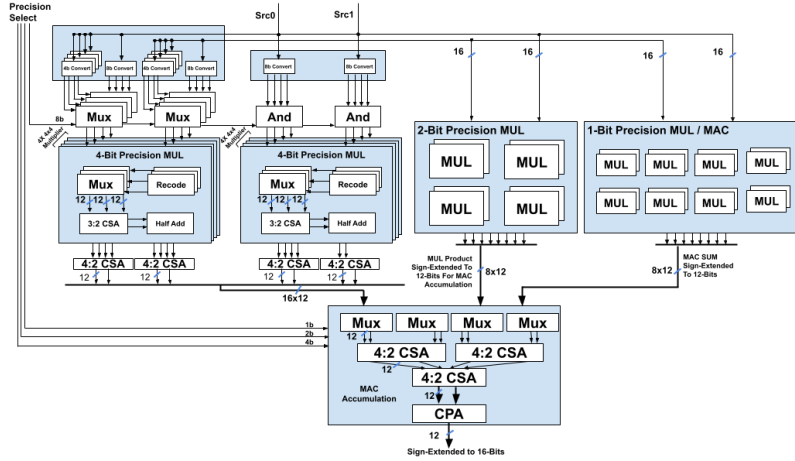 Precision
Select
Src0
Src1
4b Convert
8b Convert
4b Convert
8b Convert
8b Convert
8b Convert
16
16
16
16
8b
Mux
Mux
And
And
4X 4x4
Multiplier
4X 4x4
Multiplier
4-Bit Precision MUL
4-Bit Precision MUL
2-Bit Precision MUL
1-Bit Precision MUL / MAC
Mux
Recode
Mux
Recode
MUL
MUL
MUL
MUL
MUL
MUL
MUL
MUL
MUL
MUL
MUL
MUL
12
12
12
12
12
12
3:2 CSA
Half Add
3:2 CSA
Half Add
4:2 CSA
4:2 CSA
4:2 CSA
4:2 CSA
12
12
16x12
MUL Product
Sign-Extended To
12-Bits For MAC
Accumulation
8x12
8x12
MAC SUM
Sign-Extended
To 12-Bits
1b
2b
4b
Mux
Mux
Mux
Mux
12
4:2 CSA
4:2 CSA
12
4:2 CSA
MAC
Accumulation
12
CPA
12
Sign-Extended to 16-Bits